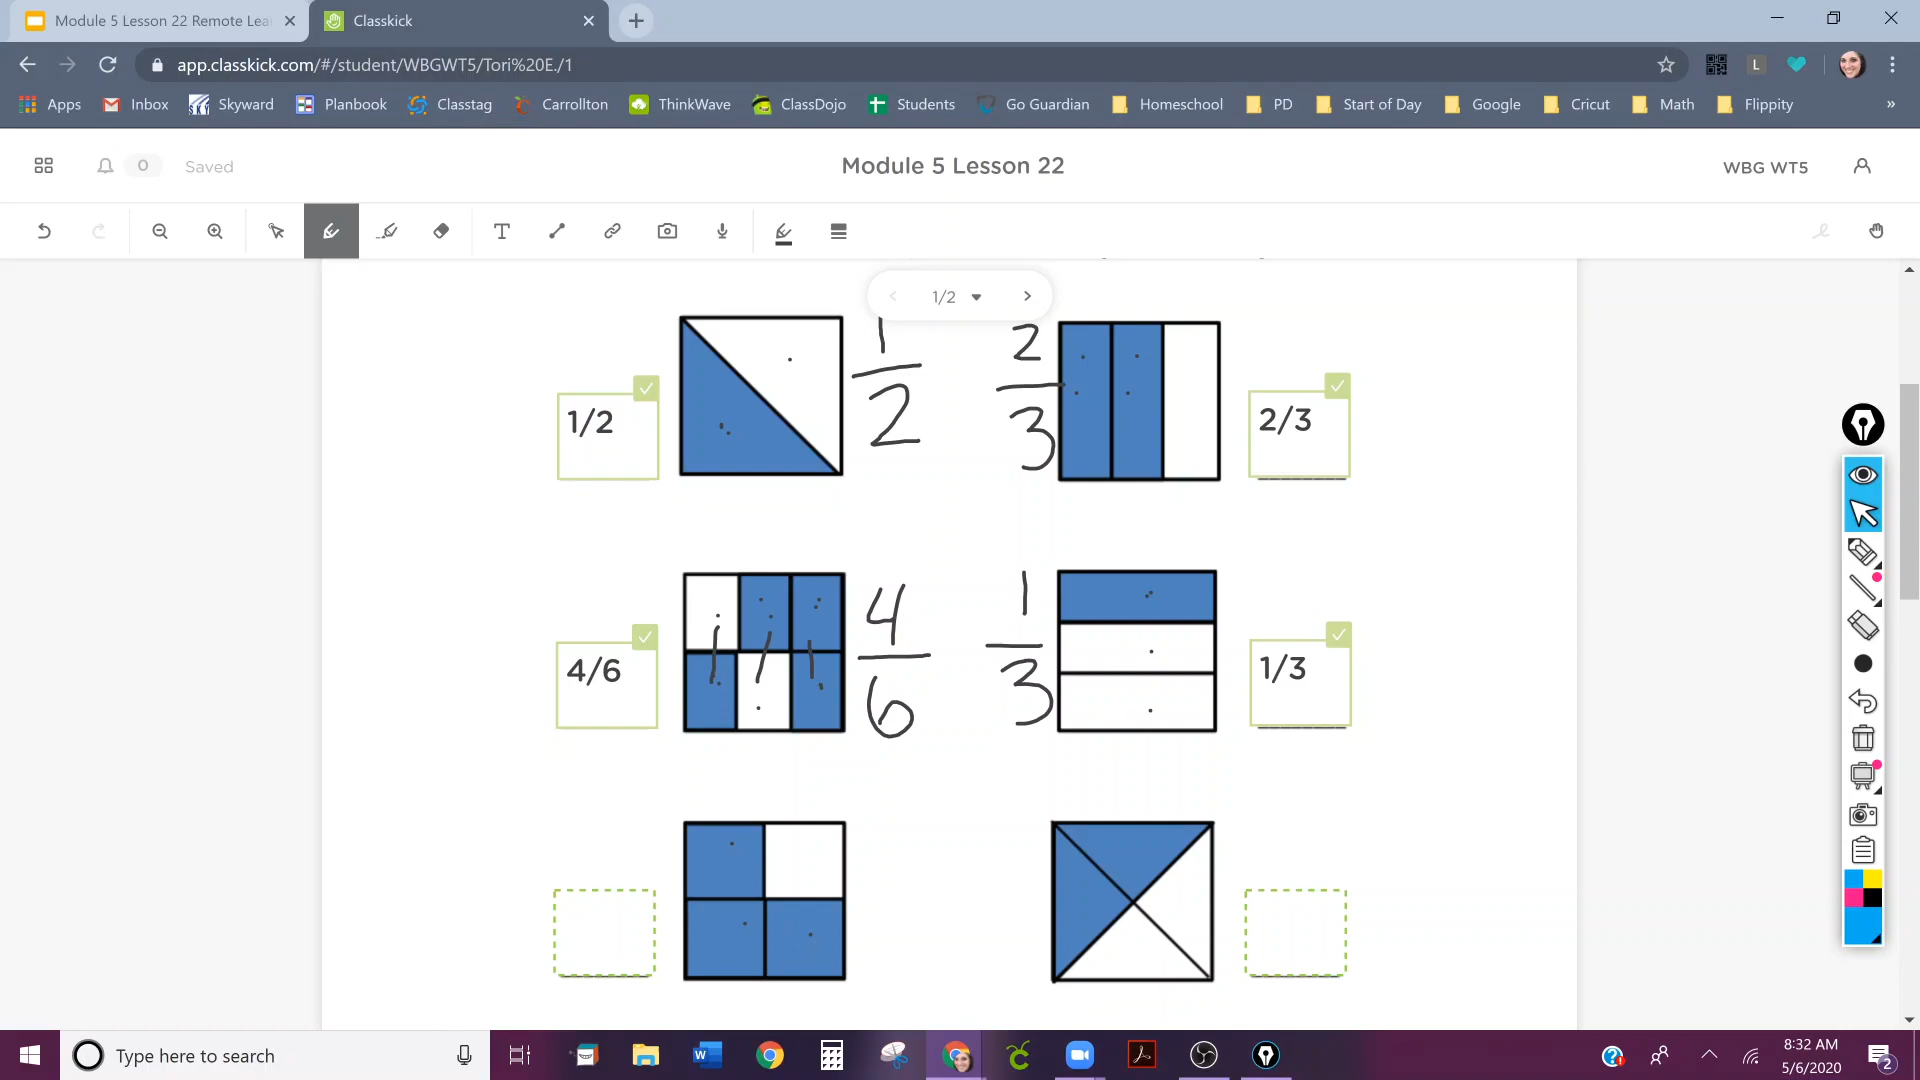 Module 5 Lesson 22 Remote Lea
Classkick
app.classkick.com/#/student/WBGWT5/Tori%20E./1
L
Apps Inbox Skyward Planbook Classtag Carrollton ThinkWave ClassDojo Students Go Guardian Homeschool PD Start of Day Google Cricut Math Flippity »
0 Saved Module 5 Lesson 22 WBG WT5
T
1/2
1/2
1
2
2
3
2/3
4/6
4
6
1
3
1/3
Type here to search
8:32 AM
5/6/2020
2